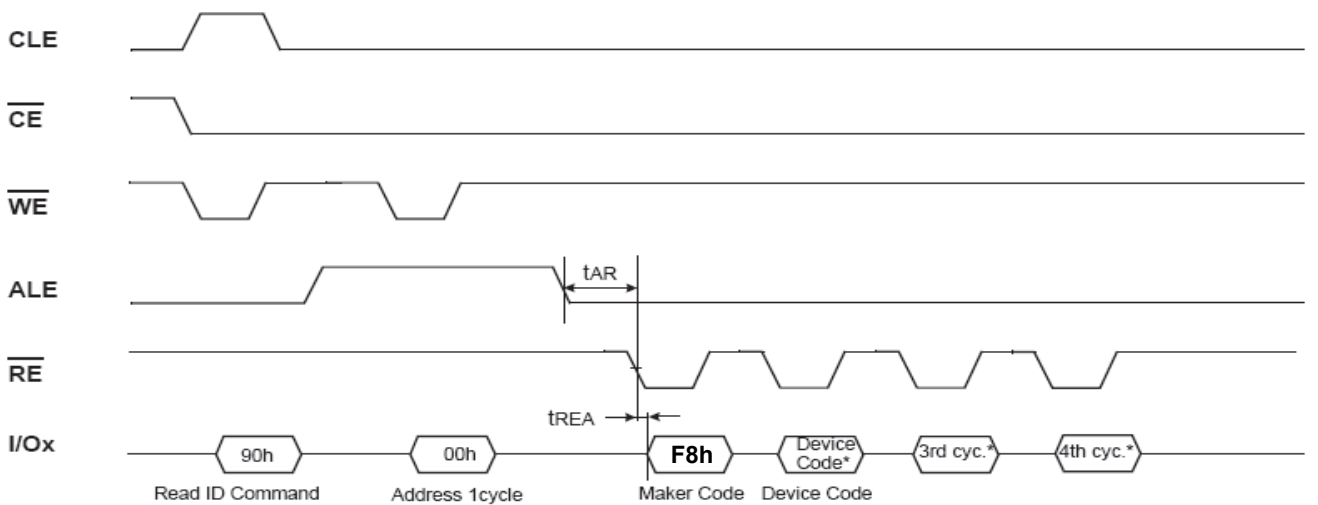 CLE
CE
WE
ALE
tAR
RE
tREA
I/Ox
90h
00h
F8h
Device
Code*
3rd cyc.*
4th cyc.*
Read ID Command
Address 1cycle
Maker Code
Device Code